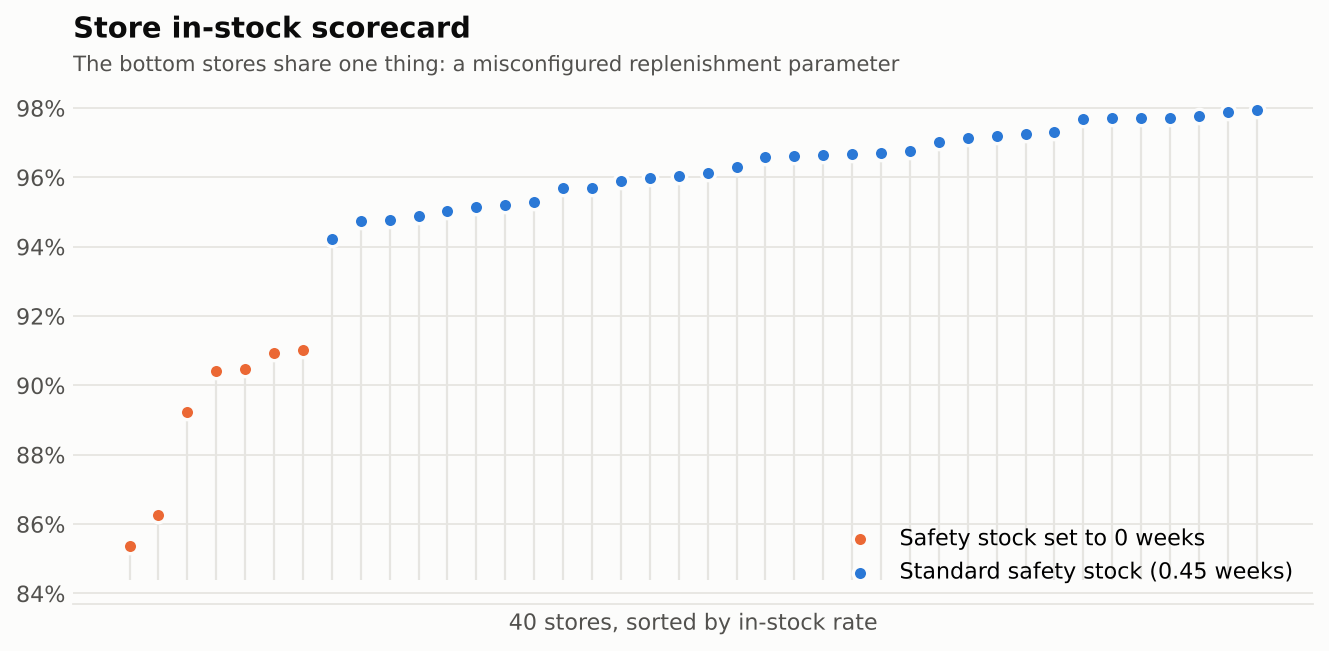 Store in-stock scorecard
The bottom stores share one thing: a misconfigured replenishment parameter
98%
96%
94%
92%
90%
88%
86%
84%
Safety stock set to 0 weeks
Standard safety stock (0.45 weeks)
40 stores, sorted by in-stock rate